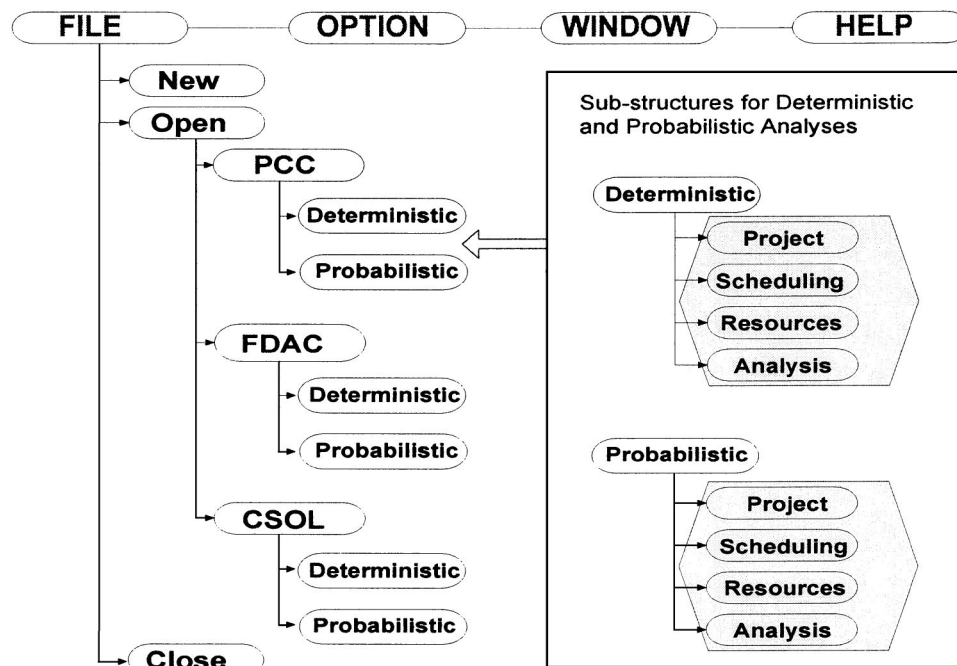 FILE OPTION WINDOW HELP
New
Open
PCC
Deterministic
Probabilistic
FDAC
Deterministic
Probabilistic
CSOL
Deterministic
Probabilistic
Close
Sub-structures for Deterministic
and Probabilistic Analyses
Deterministic
Project
Scheduling
Resources
Analysis
Probabilistic
Project
Scheduling
Resources
Analysis